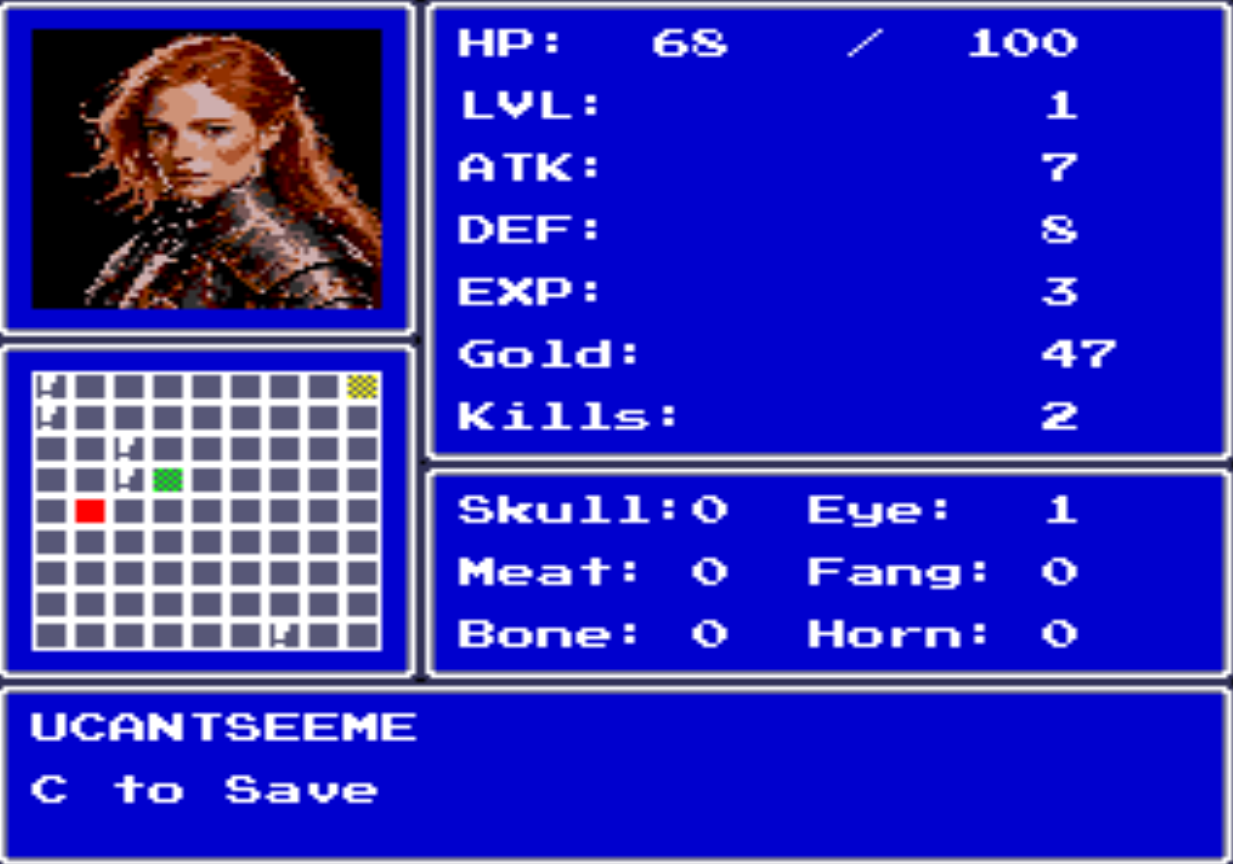 HP: 68 / 100
LVL: 1
ATK: 7
DEF: 8
EXP: 3
Gold: 47
Kills: 2
Skull:0 Eye: 1
Meat: 0 Fang: 0
Bone: 0 Horn: 0
UCANTSEEME
C to Save